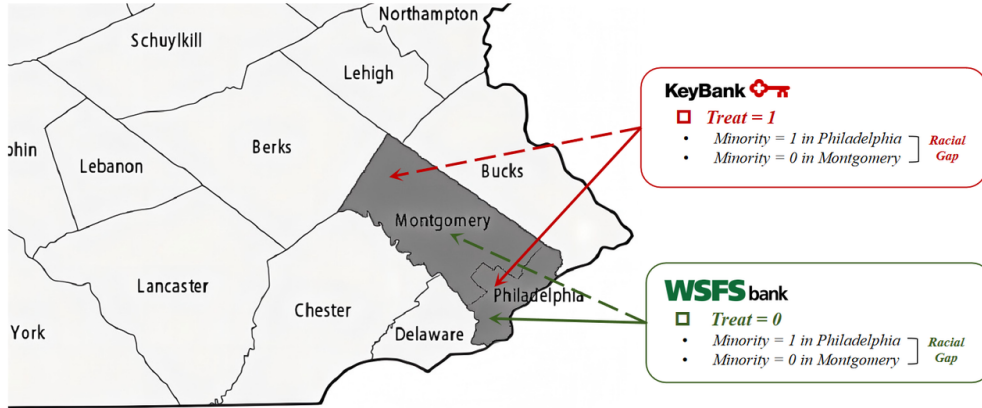 Northampton
Schuylkill
Lehigh
KeyBank
Treat = 1
• Minority = 1 in Philadelphia
• Minority = 0 in Montgomery
Racial
Gap
phin
Lebanon
Berks
Bucks
Montgomery
Lancaster
Chester
Philadelphia
York
Delaware
WSFS bank
Treat = 0
• Minority = 1 in Philadelphia
• Minority = 0 in Montgomery
Racial
Gap